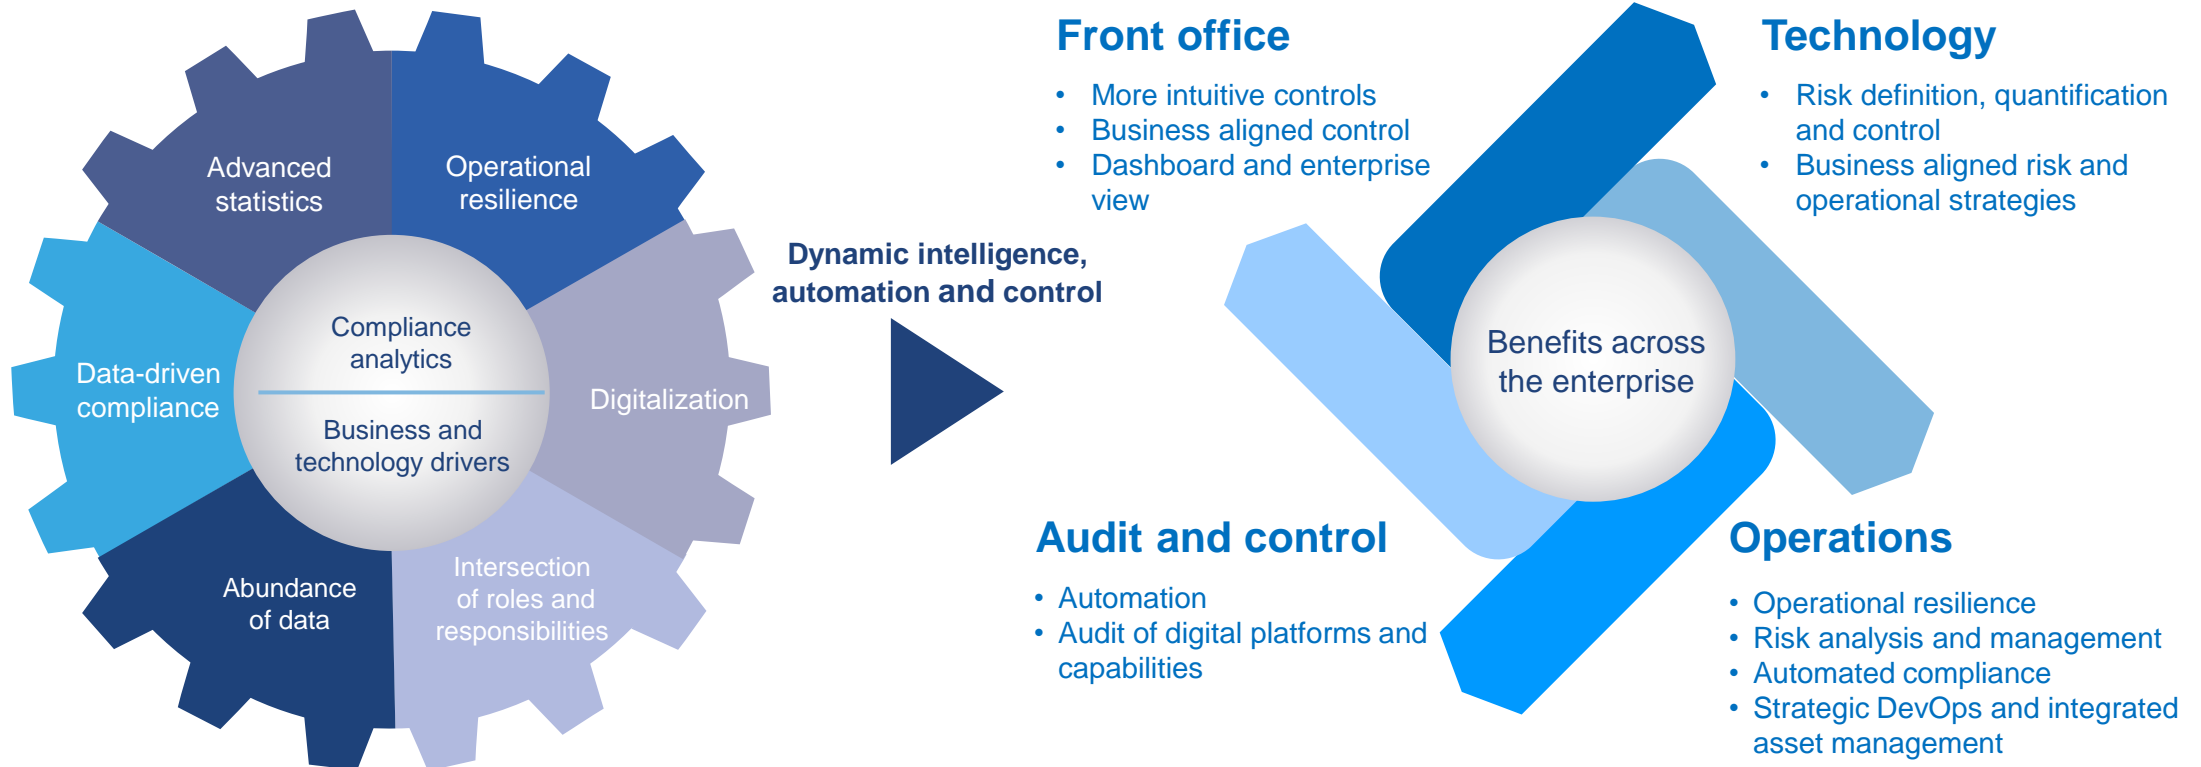 Advanced
statistics
Operational
resilience
Data-driven
compliance
Compliance
analytics
Business and
technology drivers
Digitalization
Abundance
of data
Intersection
of roles and
responsibilities
Dynamic intelligence,
automation and control
Front office
• More intuitive controls
• Business aligned control
• Dashboard and enterprise
view
Technology
• Risk definition, quantification
and control
• Business aligned risk and
operational strategies
Benefits across
the enterprise
Audit and control
• Automation
• Audit of digital platforms and
capabilities
Operations
• Operational resilience
• Risk analysis and management
• Automated compliance
• Strategic DevOps and integrated
asset management